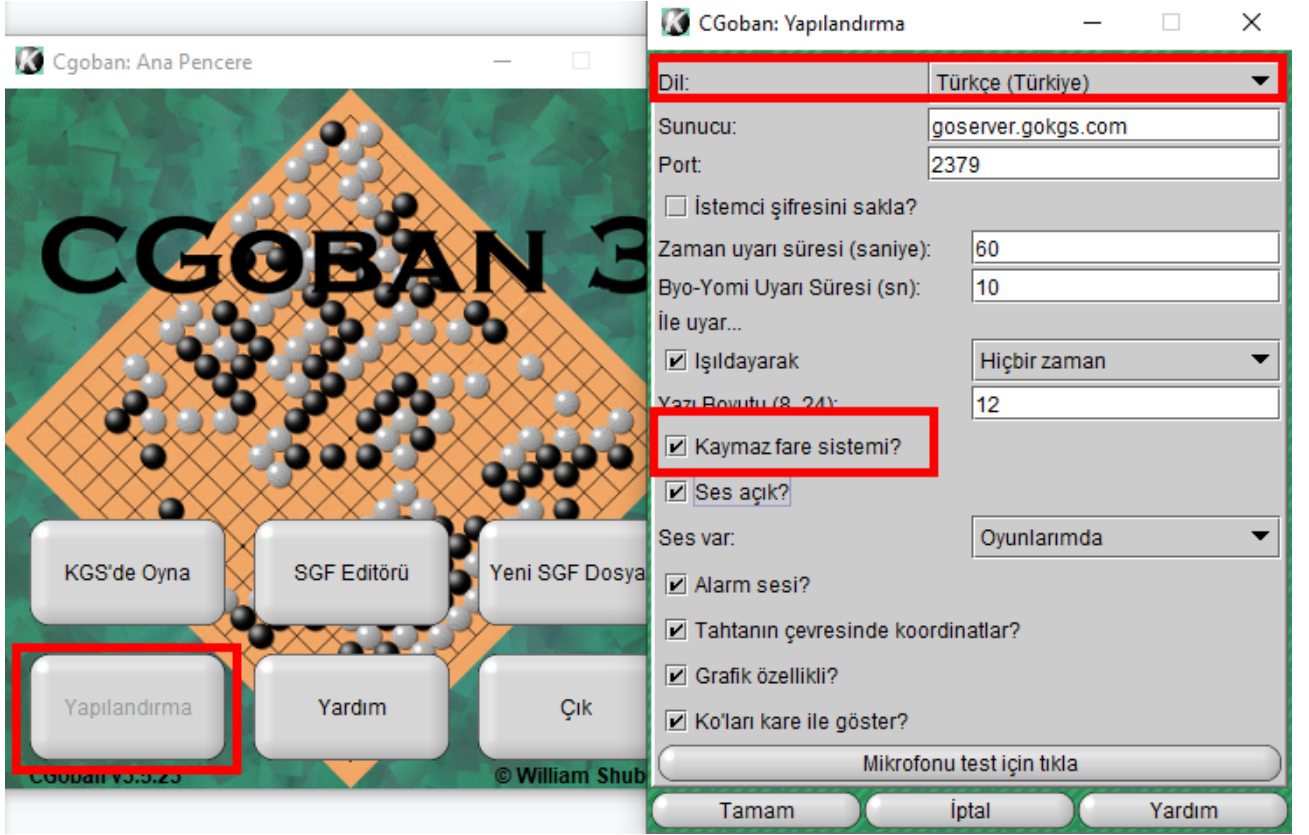 Cgoban: Ana Pencere
CGOBAN 3
KGS'de Oyna
SGF Editörü
Yeni SGF Dosya
Yapılandırma
Yardım
Çık
CGoban v3.5.23
© William Shub
CGoban: Yapılandırma
Dil: Türkçe (Türkiye)
Sunucu: goserver.gokgs.com
Port: 2379
İstemci şifresini sakla?
Zaman uyarı süresi (saniye): 60
Byo-Yomi Uyarı Süresi (sn): 10
İle uyar...
Işıldayarak Hiçbir zaman
Yazı Boyutu (8, 24): 12
Kaymaz fare sistemi?
Ses açık?
Ses var: Oyunlarımda
Alarm sesi?
Tahtanın çevresinde koordinatlar?
Grafik özellikli?
Ko'ları kare ile göster?
Mikrofonu test için tıkla
Tamam
İptal
Yardım